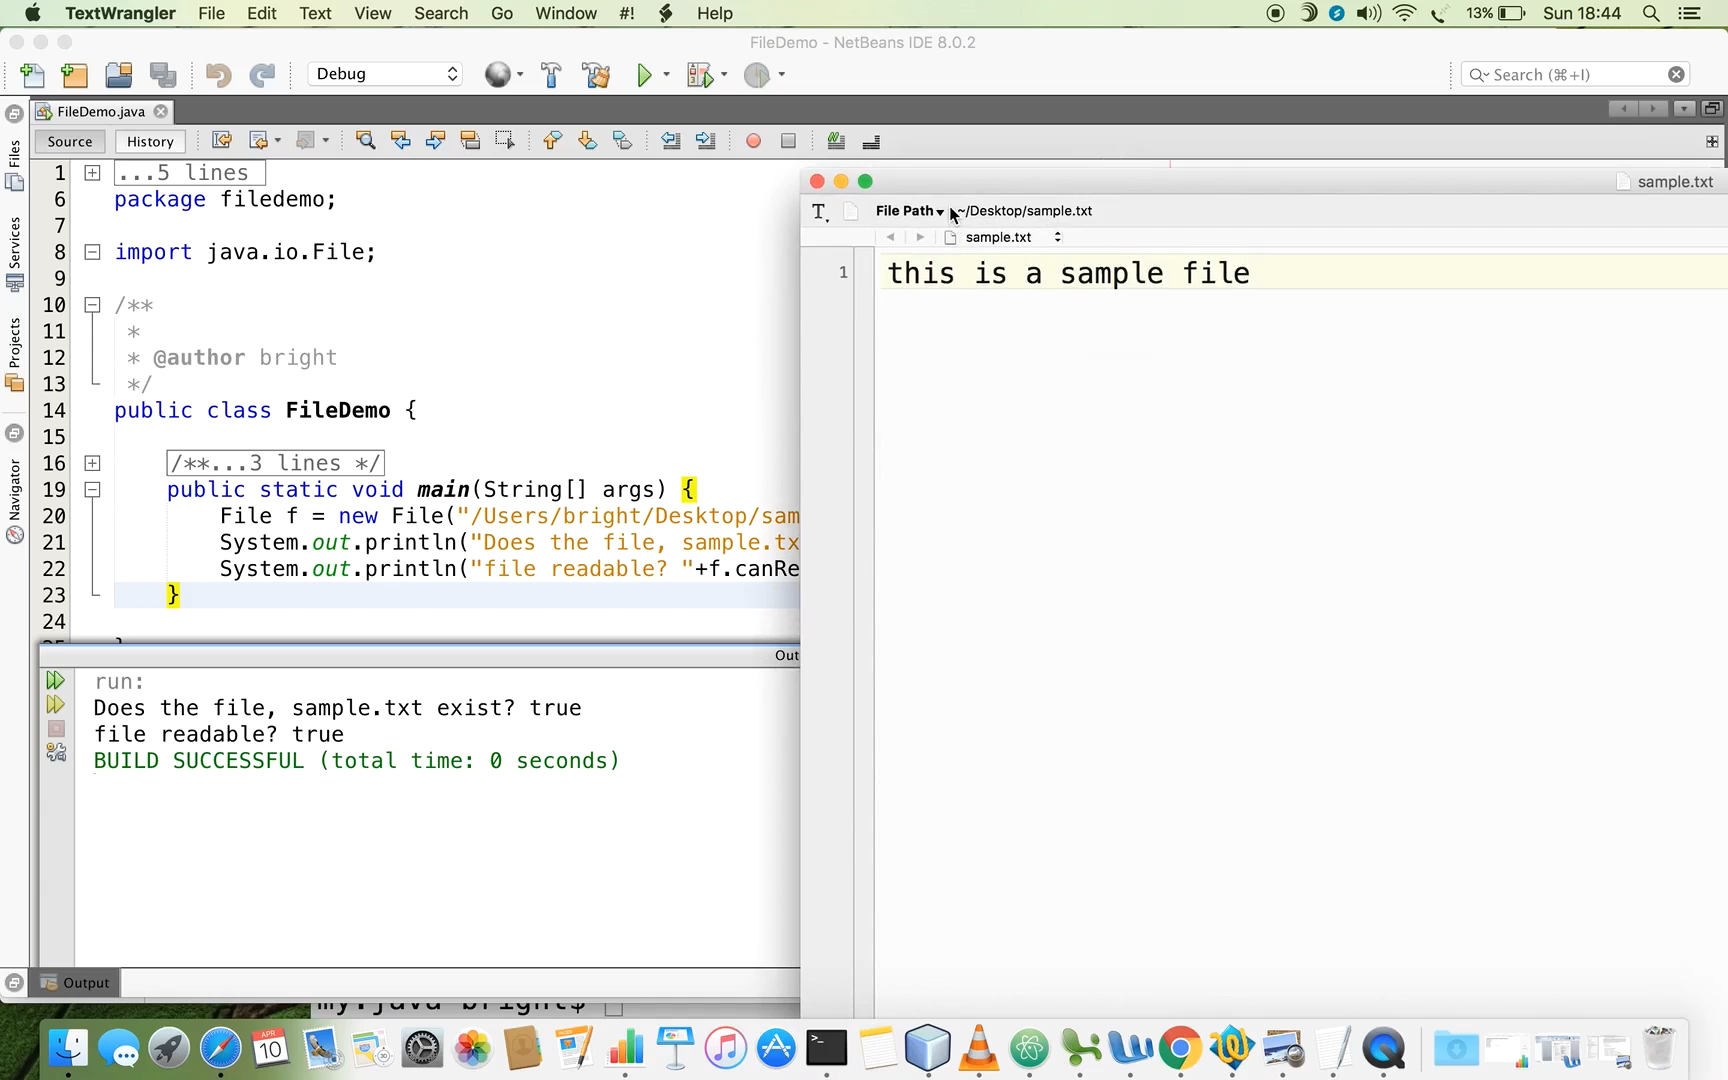 TextWrangler File Edit Text View Search Go Window #! Help 13% Sun 18:44
FileDemo - NetBeans IDE 8.0.2
Debug Search (⌘+I)
FileDemo.java
Source History
Files
Services
Projects
Navigator
1 ...5 lines
6 package filedemo;
7
8 import java.io.File;
9
10 /**
11 *
12 * @author bright
13 */
14 public class FileDemo {
15
16 /**...3 lines */
19 public static void main(String[] args) {
20 File f = new File("/Users/bright/Desktop/sam
21 System.out.println("Does the file, sample.tx
22 System.out.println("file readable? "+f.canRe
23 }
24
sample.txt
File Path ~/Desktop/sample.txt
sample.txt
1 this is a sample file
Out
run:
Does the file, sample.txt exist? true
file readable? true
BUILD SUCCESSFUL (total time: 0 seconds)
Output
my.java bright$
APR
10